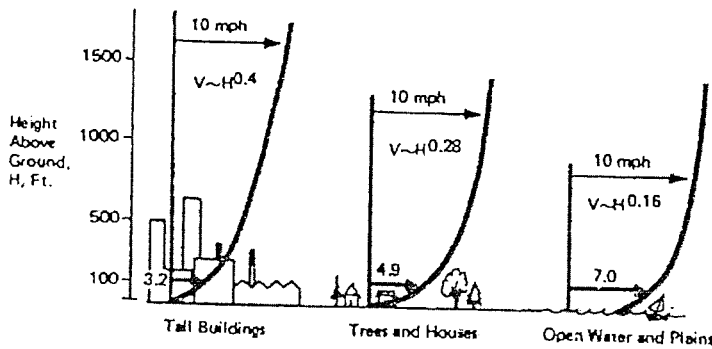 10 mph
1500
V~H0.4
10 mph
Height
Above
Ground,
H, Ft.
1000
V~H0.28
10 mph
500
V~H0.16
100
3.2
4.9
7.0
Tall Buildings
Trees and Houses
Open Water and Plains